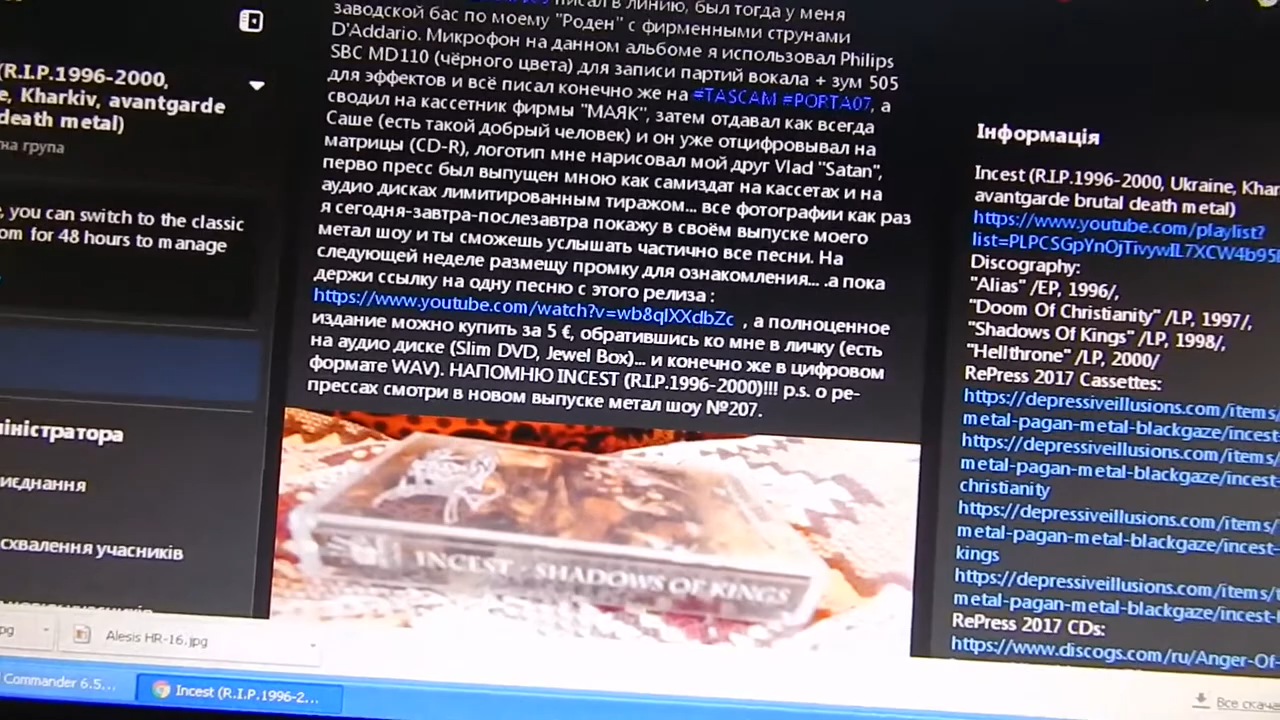 (R.I.P.1996-2000,
e, Kharkiv, avantgarde
death metal)
на група
, you can switch to the classic
om for 48 hours to manage
іністратора
иєднання
схвалення учасників
писал в линию, был тогда у меня
заводской бас по моему "Роден" с фирменными струнами
D'Addario. Микрофон на данном альбоме я использовал Philips
SBC MD110 (чёрного цвета) для записи партий вокала + зум 505
для эффектов и всё писал конечно же на #TASCAM #PORTA07, а
сводил на кассетник фирмы "МАЯК", затем отдавал как всегда
Саше (есть такой добрый человек) и он уже отцифровывал на
матрицы (CD-R), логотип мне нарисовал мой друг Vlad "Satan",
перво пресс был выпущен мною как самиздат на кассетах и на
аудио дисках лимитированным тиражом... все фотографии как раз
я сегодня-завтра-послезавтра покажу в своём выпуске моего
метал шоу и ты сможешь услышать частично все песни. На
следующей неделе размещу промку для ознакомления... .а пока
держи ссылку на одну песню с этого релиза :
https://www.youtube.com/watch?v=wb8qlXXdbZc , а полноценное
издание можно купить за 5 €, обратившись ко мне в личку (есть
на аудио диске (Slim DVD, Jewel Box)... и конечно же в цифровом
формате WAV). НАПОМНЮ INCEST (R.I.P.1996-2000)!!! p.s. о ре-
прессах смотри в новом выпуске метал шоу №207.
INCEST SHADOWS OF KINGS
Інформація
Incest (R.I.P.1996-2000, Ukraine, Khar
avantgarde brutal death metal)
https://www.youtube.com/playlist?
list=PLPCSGpYnOjTivywIL7XCW4b95
Discography:
"Alias" /EP, 1996/,
"Doom Of Christianity" /LP, 1997/,
"Shadows Of Kings" /LP, 1998/,
"Hellthrone" /LP, 2000/
RePress 2017 Cassettes:
https://depressiveillusions.com/items/
metal-pagan-metal-blackgaze/incest-
https://depressiveillusions.com/items/
metal-pagan-metal-blackgaze/incest-
christianity
https://depressiveillusions.com/items/
metal-pagan-metal-blackgaze/incest-
kings
https://depressiveillusions.com/items/
metal-pagan-metal-blackgaze/incest-
RePress 2017 CDs:
https://www.discogs.com/ru/Anger-Of-
pg
Alesis HR-16.jpg
Все скача
Commander 6.5...
Incest (R.I.P.1996-2...